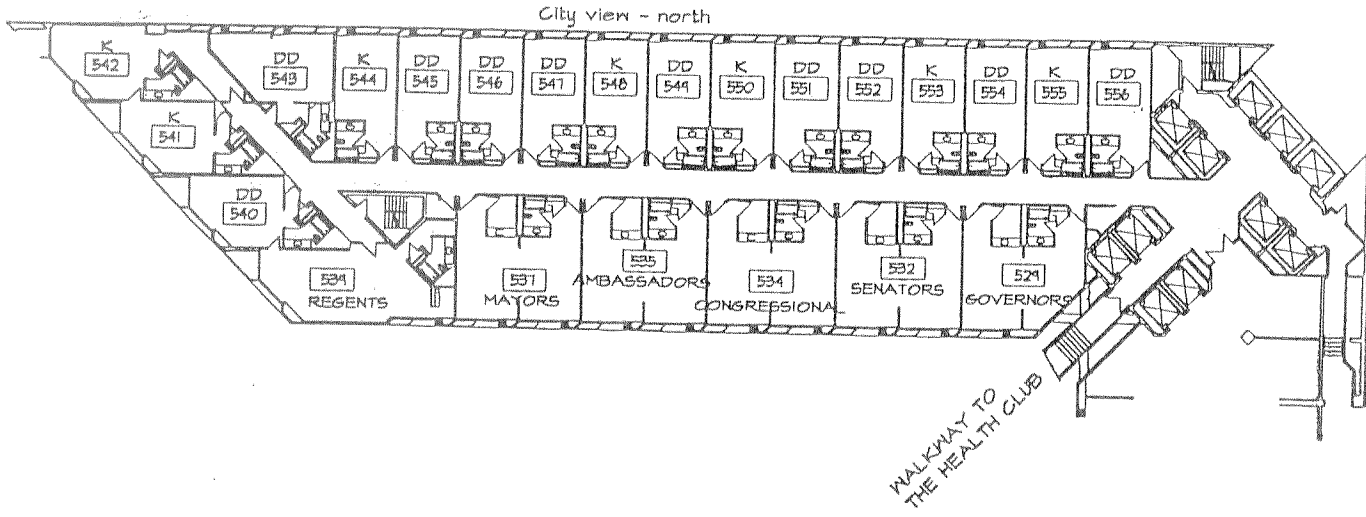 City view - north
K
542
DD
543
K
544
DD
545
DD
546
DD
547
K
548
DD
549
K
550
DD
551
DD
552
K
553
DD
554
K
555
DD
556
K
541
DD
540
539
REGENTS
537
MAYORS
535
AMBASSADORS
534
CONGRESSIONAL
532
SENATORS
529
GOVERNORS
WALKWAY TO
THE HEALTH CLUB